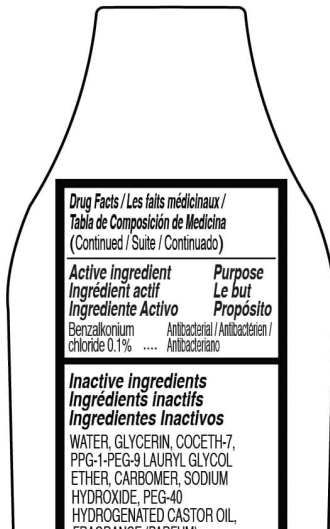 Drug Facts / Les faits médicinaux /
Tabla de Composición de Medicina
(Continued / Suite / Continuado)
Active ingredient Purpose
Ingrédient actif Le but
Ingrediente Activo Propósito
Benzalkonium Antibacterial / Antibactérien /
chloride 0.1% .... Antibacteriano
Inactive ingredients
Ingrédients inactifs
Ingredientes Inactivos
WATER, GLYCERIN, COCETH-7,
PPG-1-PEG-9 LAURYL GLYCOL
ETHER, CARBOMER, SODIUM
HYDROXIDE, PEG-40
HYDROGENATED CASTOR OIL,
FRAGRANCE (PARFUM)